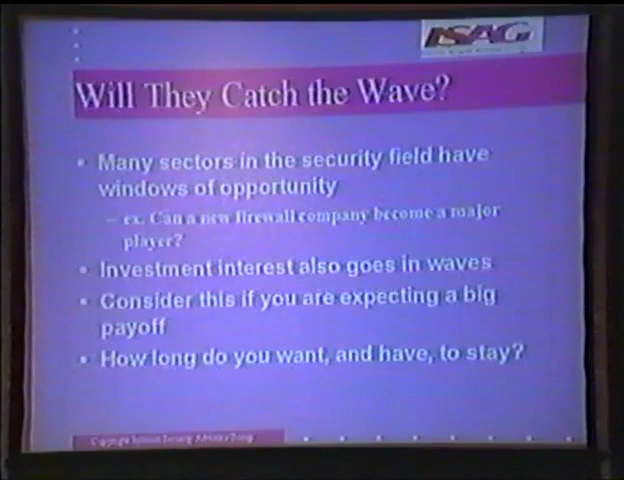 ISAG
Will They Catch the Wave?
• Many sectors in the security field have
windows of opportunity
– ex. Can a new firewall company become a major
player?
• Investment interest also goes in waves
• Consider this if you are expecting a big
payoff
• How long do you want, and have, to stay?
Copyright